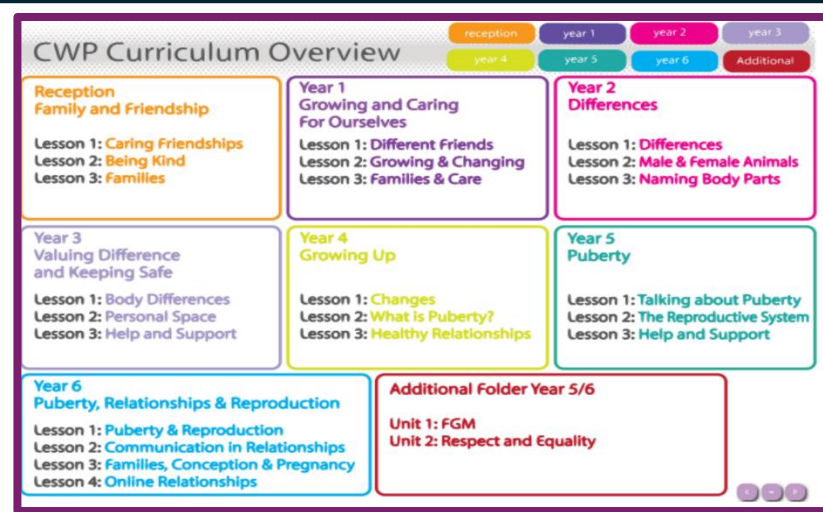 CWP Curriculum Overview
reception
year 1
year 2
year 3
year 4
year 5
year 6
Additional
Reception
Family and Friendship
Lesson 1: Caring Friendships
Lesson 2: Being Kind
Lesson 3: Families
Year 1
Growing and Caring
For Ourselves
Lesson 1: Different Friends
Lesson 2: Growing & Changing
Lesson 3: Families & Care
Year 2
Differences
Lesson 1: Differences
Lesson 2: Male & Female Animals
Lesson 3: Naming Body Parts
Year 3
Valuing Difference
and Keeping Safe
Lesson 1: Body Differences
Lesson 2: Personal Space
Lesson 3: Help and Support
Year 4
Growing Up
Lesson 1: Changes
Lesson 2: What is Puberty?
Lesson 3: Healthy Relationships
Year 5
Puberty
Lesson 1: Talking about Puberty
Lesson 2: The Reproductive System
Lesson 3: Help and Support
Year 6
Puberty, Relationships & Reproduction
Lesson 1: Puberty & Reproduction
Lesson 2: Communication in Relationships
Lesson 3: Families, Conception & Pregnancy
Lesson 4: Online Relationships
Additional Folder Year 5/6
Unit 1: FGM
Unit 2: Respect and Equality